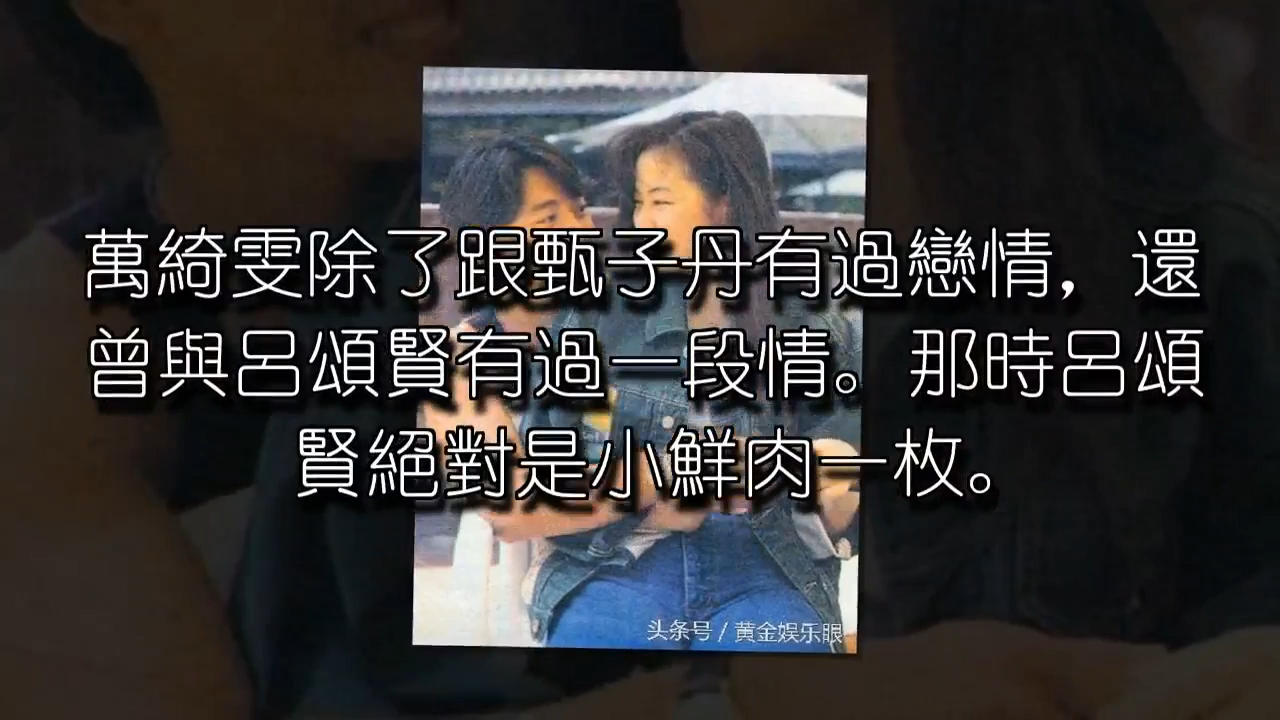 萬綺雯除了跟甄子丹有過戀情，還
曾與呂頌賢有過一段情。那時呂頌
賢絕對是小鮮肉一枚。
头条号 / 黄金娱乐眼